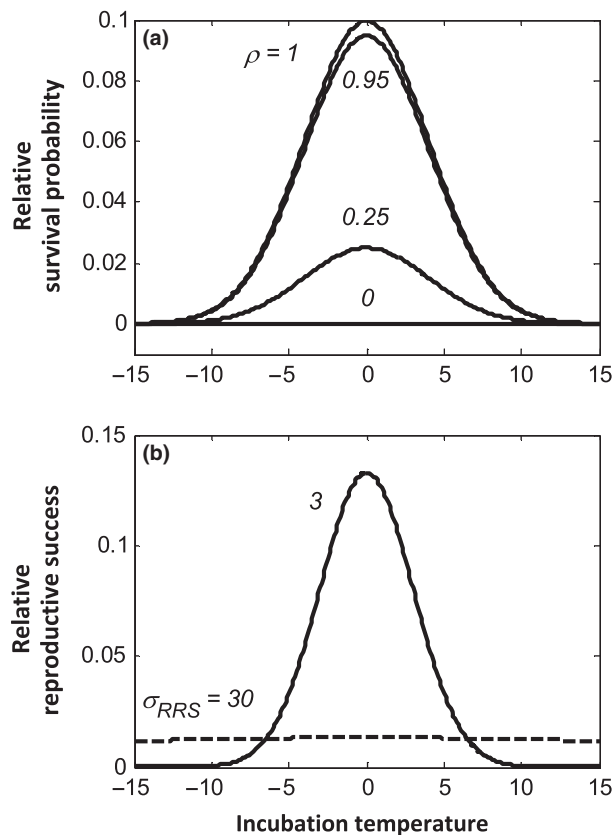 (a)
ρ = 1
0.95
0.25
0
0.1
0.08
0.06
0.04
0.02
0
Relative
survival probability
−15 −10 −5 0 5 10 15
(b)
3
σRRS = 30
0.15
0.1
0.05
0
Relative
reproductive success
−15 −10 −5 0 5 10 15
Incubation temperature